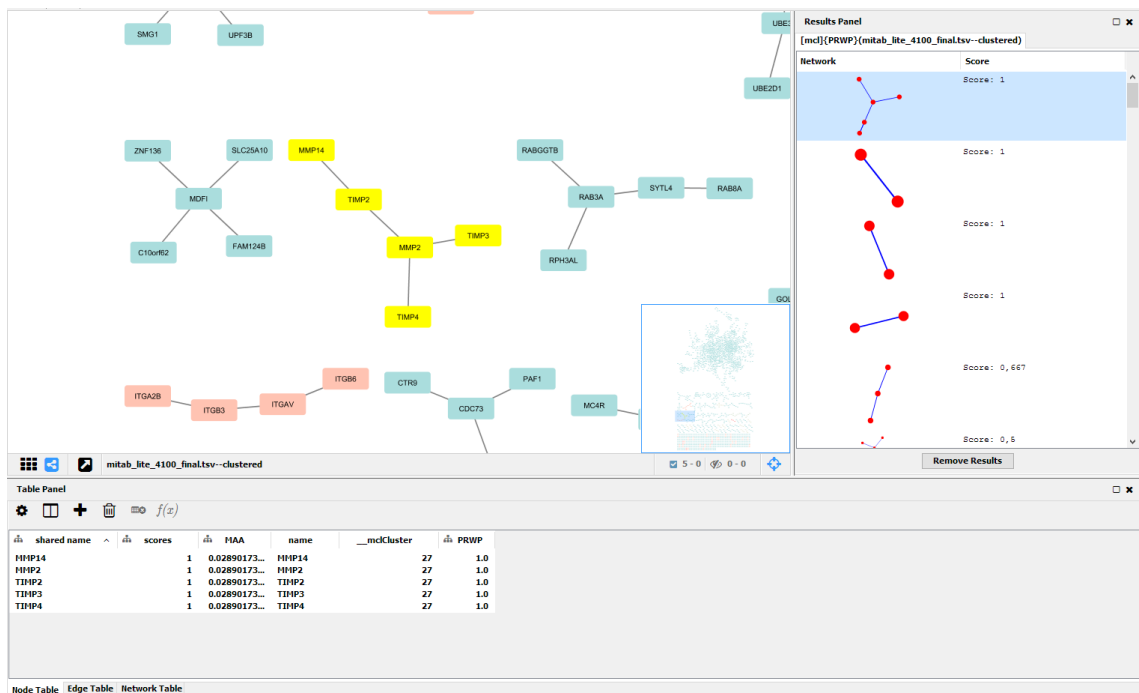 SMG1
UPF3B
UBE2D1
ZNF136
SLC25A10
MMP14
RABGGTB
MDFI
TIMP2
RAB3A
SYTL4
RAB8A
C10orf62
FAM124B
MMP2
TIMP3
RPH3AL
TIMP4
ITGA2B
ITGB3
ITGAV
ITGB6
CTR9
PAF1
CDC73
MC4R
mitab_lite_4100_final.tsv--clustered
5 - 0
0 - 0
Results Panel
[mcl]{PRWP}(mitab_lite_4100_final.tsv--clustered)
Network Score
Score: 1
Score: 1
Score: 1
Score: 1
Score: 0,667
Score: 0,5
Remove Results
Table Panel
f(x)
shared name scores MAA name __mclCluster PRWP
MMP14 1 0.02890173... MMP14 27 1.0
MMP2 1 0.02890173... MMP2 27 1.0
TIMP2 1 0.02890173... TIMP2 27 1.0
TIMP3 1 0.02890173... TIMP3 27 1.0
TIMP4 1 0.02890173... TIMP4 27 1.0
Node Table Edge Table Network Table